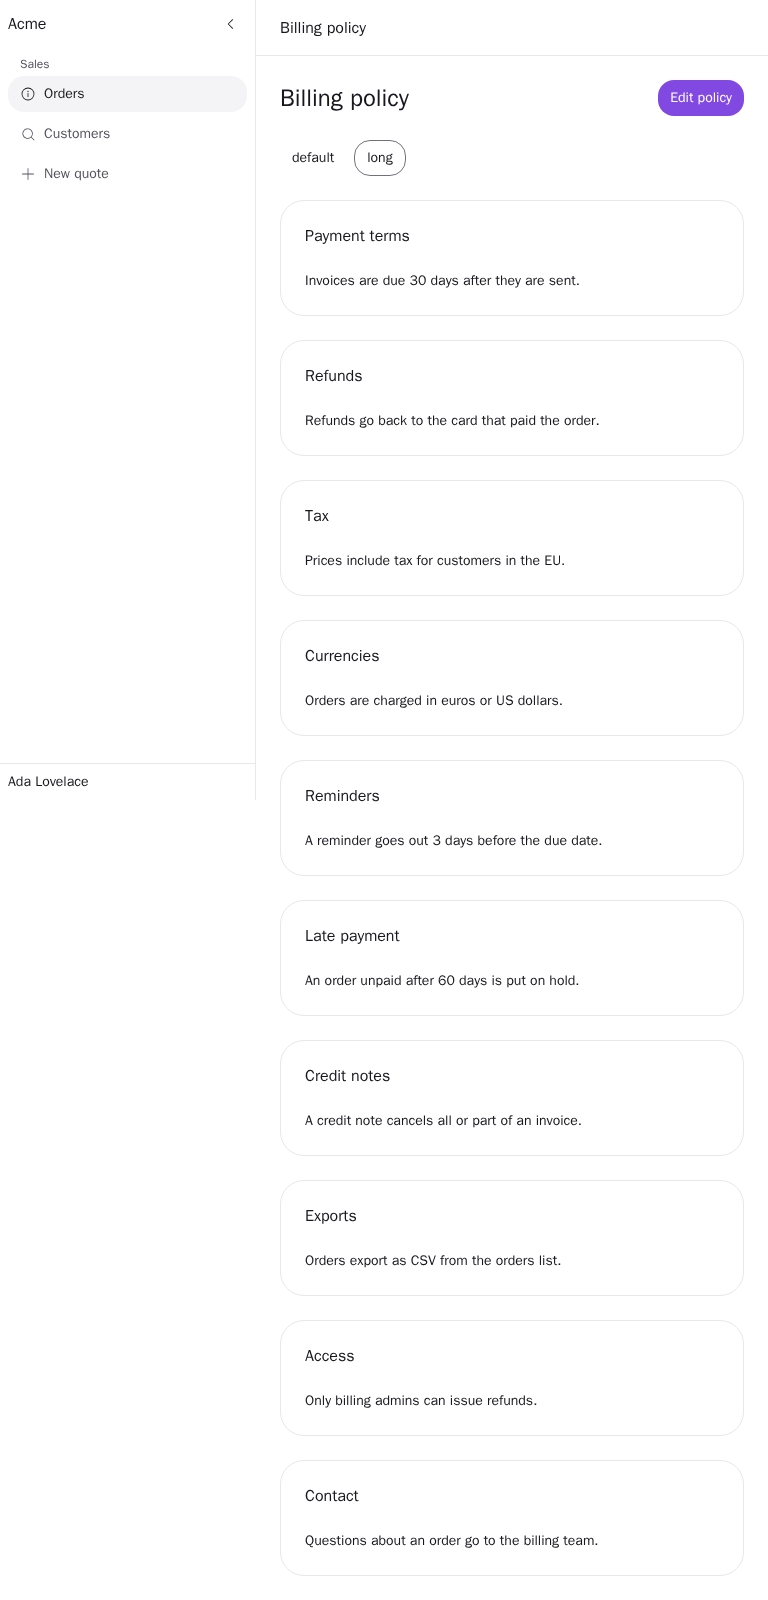 Acme
Sales
Orders
Customers
New quote
Ada Lovelace
Billing policy
Billing policy
Edit policy
default
long
Payment terms
Invoices are due 30 days after they are sent.
Refunds
Refunds go back to the card that paid the order.
Tax
Prices include tax for customers in the EU.
Currencies
Orders are charged in euros or US dollars.
Reminders
A reminder goes out 3 days before the due date.
Late payment
An order unpaid after 60 days is put on hold.
Credit notes
A credit note cancels all or part of an invoice.
Exports
Orders export as CSV from the orders list.
Access
Only billing admins can issue refunds.
Contact
Questions about an order go to the billing team.